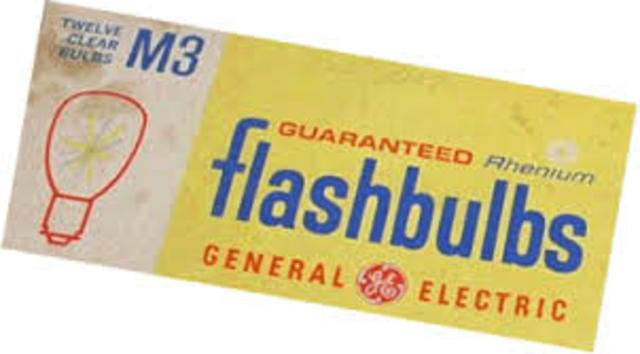 TWELVE
CLEAR
BULBS
M3
GUARANTEED Rhenium
flashbulbs
GENERAL GE ELECTRIC